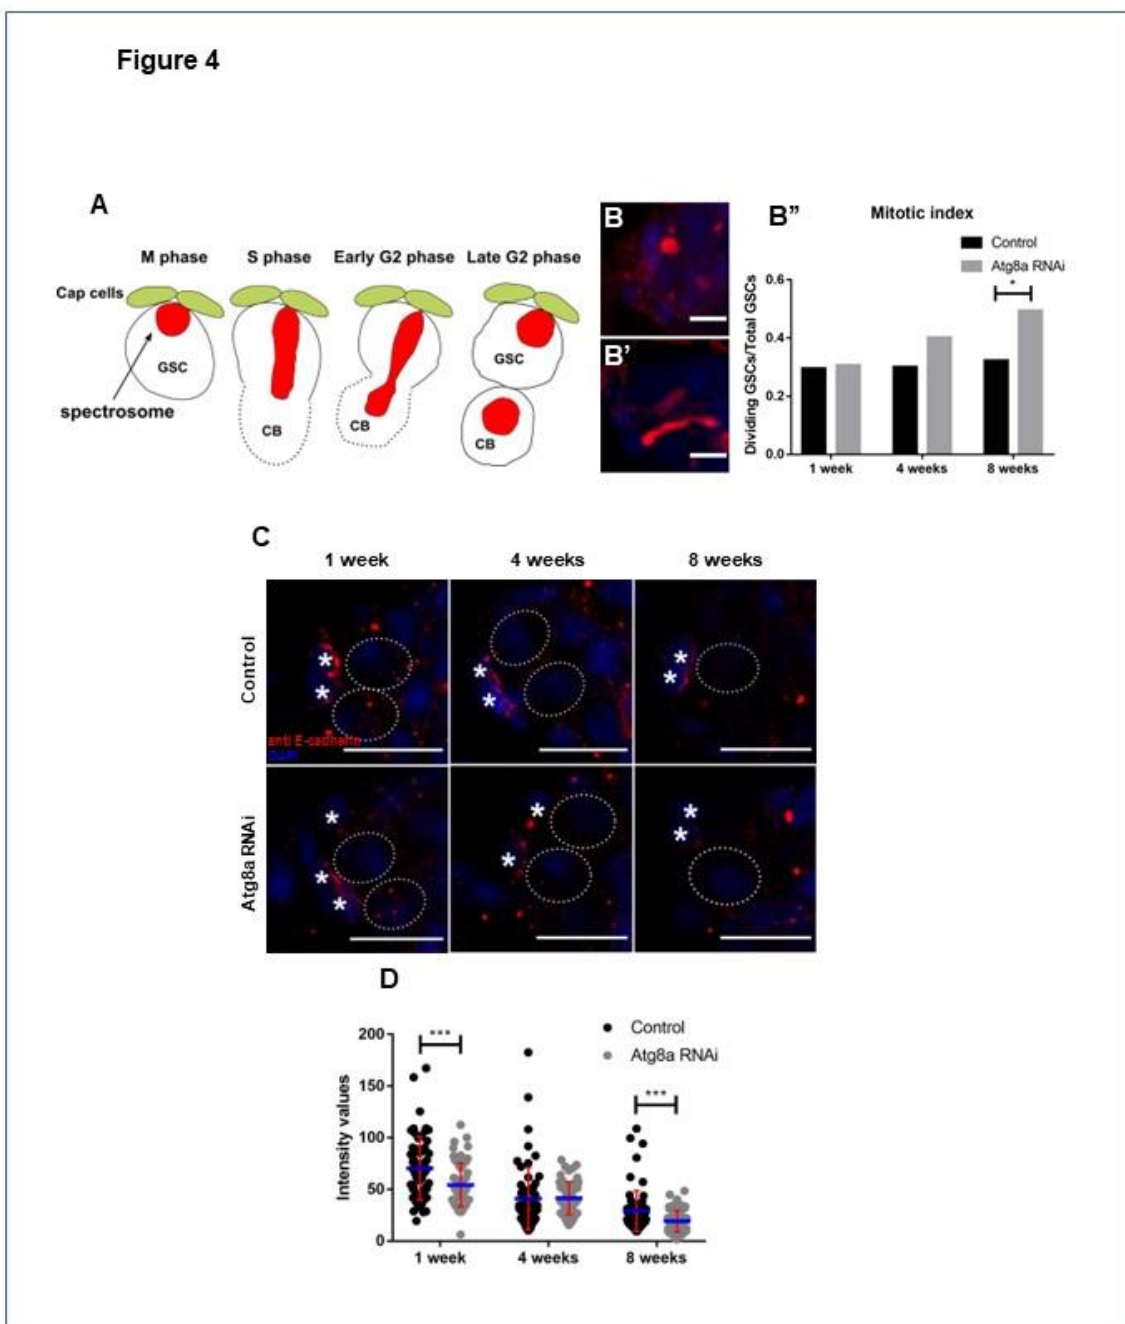 Figure 4
A
M phase
S phase
Early G2 phase
Late G2 phase
Cap cells
GSC
spectrosome
CB
CB
GSC
CB
B
B'
B”
Mitotic index
Control
Atg8a RNAi
*
Dividing GSCs/Total GSCs
0.6
0.4
0.2
0.0
1 week
4 weeks
8 weeks
C
1 week
4 weeks
8 weeks
Control
* * * * * *
anti E-cadherin
DAPI
Atg8a RNAi
* * * * * * *
D
Control
Atg8a RNAi
***
***
Intensity values
200
150
100
50
0
1 week
4 weeks
8 weeks